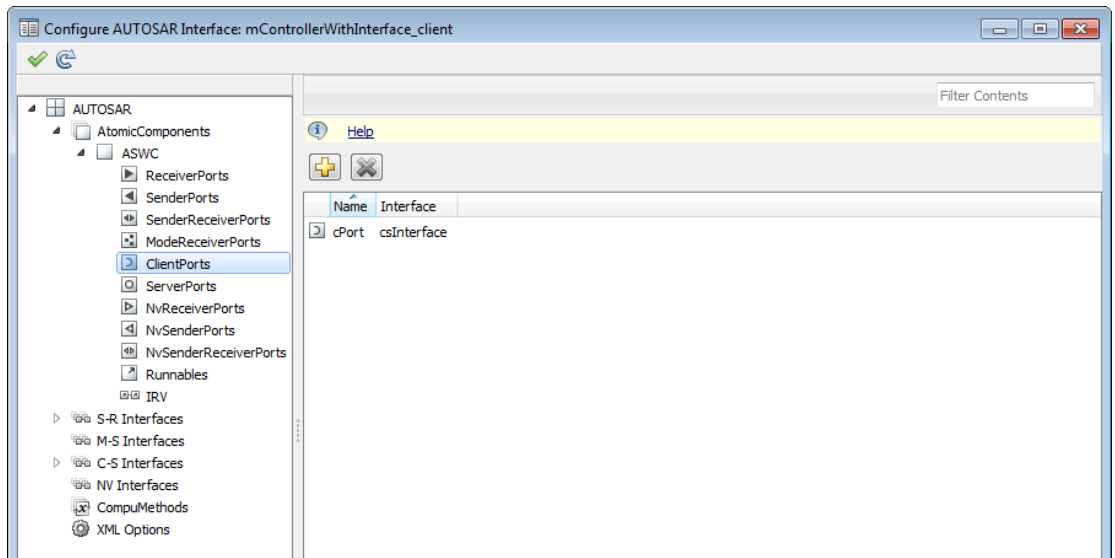 Configure AUTOSAR Interface: mControllerWithInterface_client
Filter Contents
AUTOSAR
AtomicComponents
ASWC
ReceiverPorts
SenderPorts
SenderReceiverPorts
ModeReceiverPorts
ClientPorts
ServerPorts
NvReceiverPorts
NvSenderPorts
NvSenderReceiverPorts
Runnables
IRV
S-R Interfaces
M-S Interfaces
C-S Interfaces
NV Interfaces
CompuMethods
XML Options
Help
Name Interface
cPort csInterface